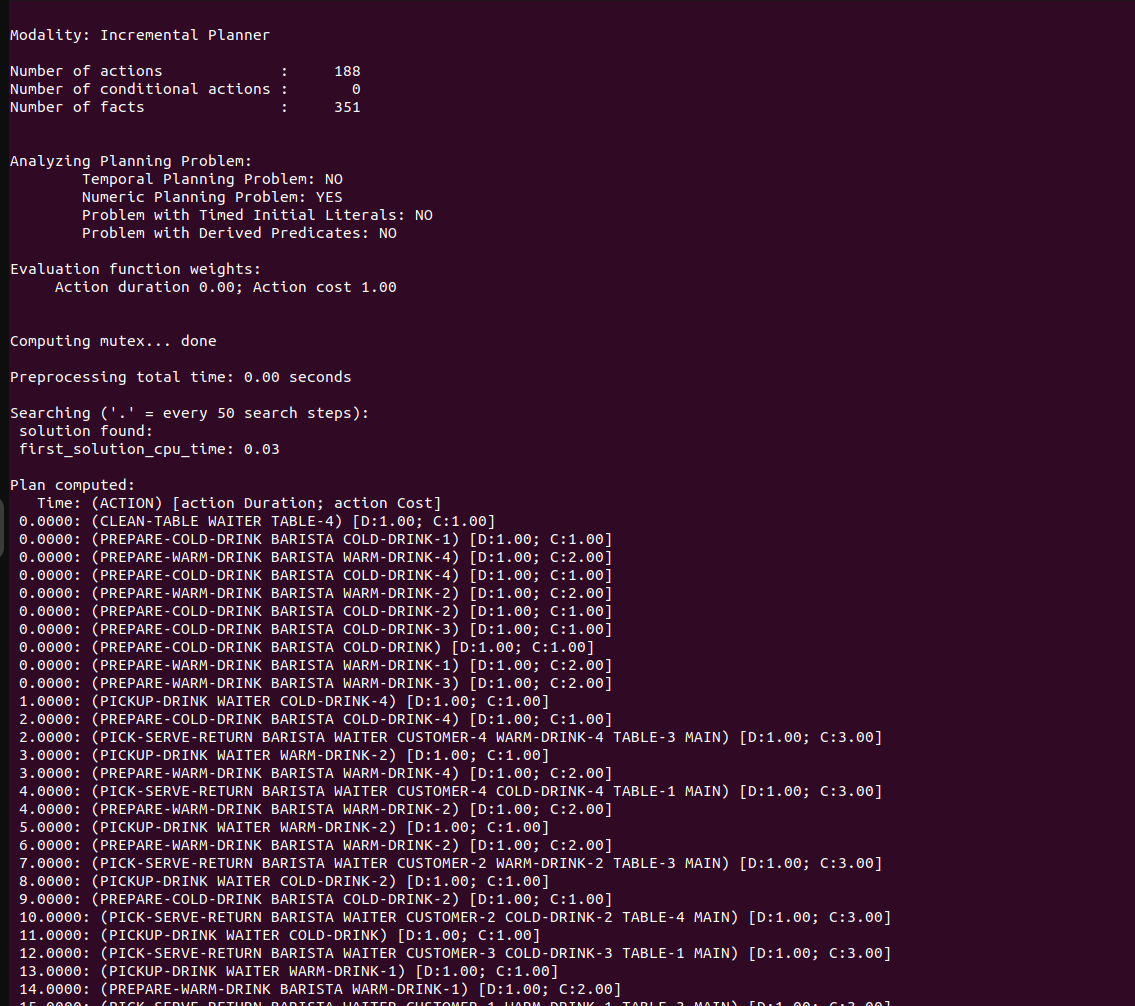 Modality: Incremental Planner
Number of actions : 188
Number of conditional actions : 0
Number of facts : 351
Analyzing Planning Problem:
Temporal Planning Problem: NO
Numeric Planning Problem: YES
Problem with Timed Initial Literals: NO
Problem with Derived Predicates: NO
Evaluation function weights:
Action duration 0.00; Action cost 1.00
Computing mutex... done
Preprocessing total time: 0.00 seconds
Searching ('.' = every 50 search steps):
solution found:
first_solution_cpu_time: 0.03
Plan computed:
Time: (ACTION) [action Duration; action Cost]
0.0000: (CLEAN-TABLE WAITER TABLE-4) [D:1.00; C:1.00]
0.0000: (PREPARE-COLD-DRINK BARISTA COLD-DRINK-1) [D:1.00; C:1.00]
0.0000: (PREPARE-WARM-DRINK BARISTA WARM-DRINK-4) [D:1.00; C:2.00]
0.0000: (PREPARE-COLD-DRINK BARISTA COLD-DRINK-4) [D:1.00; C:1.00]
0.0000: (PREPARE-WARM-DRINK BARISTA WARM-DRINK-2) [D:1.00; C:2.00]
0.0000: (PREPARE-COLD-DRINK BARISTA COLD-DRINK-2) [D:1.00; C:1.00]
0.0000: (PREPARE-COLD-DRINK BARISTA COLD-DRINK-3) [D:1.00; C:1.00]
0.0000: (PREPARE-COLD-DRINK BARISTA COLD-DRINK) [D:1.00; C:1.00]
0.0000: (PREPARE-WARM-DRINK BARISTA WARM-DRINK-1) [D:1.00; C:2.00]
0.0000: (PREPARE-WARM-DRINK BARISTA WARM-DRINK-3) [D:1.00; C:2.00]
1.0000: (PICKUP-DRINK WAITER COLD-DRINK-4) [D:1.00; C:1.00]
2.0000: (PREPARE-COLD-DRINK BARISTA COLD-DRINK-4) [D:1.00; C:1.00]
2.0000: (PICK-SERVE-RETURN BARISTA WAITER CUSTOMER-4 WARM-DRINK-4 TABLE-3 MAIN) [D:1.00; C:3.00]
3.0000: (PICKUP-DRINK WAITER WARM-DRINK-2) [D:1.00; C:1.00]
3.0000: (PREPARE-WARM-DRINK BARISTA WARM-DRINK-4) [D:1.00; C:2.00]
4.0000: (PICK-SERVE-RETURN BARISTA WAITER CUSTOMER-4 COLD-DRINK-4 TABLE-1 MAIN) [D:1.00; C:3.00]
4.0000: (PREPARE-WARM-DRINK BARISTA WARM-DRINK-2) [D:1.00; C:2.00]
5.0000: (PICKUP-DRINK WAITER WARM-DRINK-2) [D:1.00; C:1.00]
6.0000: (PREPARE-WARM-DRINK BARISTA WARM-DRINK-2) [D:1.00; C:2.00]
7.0000: (PICK-SERVE-RETURN BARISTA WAITER CUSTOMER-2 WARM-DRINK-2 TABLE-3 MAIN) [D:1.00; C:3.00]
8.0000: (PICKUP-DRINK WAITER COLD-DRINK-2) [D:1.00; C:1.00]
9.0000: (PREPARE-COLD-DRINK BARISTA COLD-DRINK-2) [D:1.00; C:1.00]
10.0000: (PICK-SERVE-RETURN BARISTA WAITER CUSTOMER-2 COLD-DRINK-2 TABLE-4 MAIN) [D:1.00; C:3.00]
11.0000: (PICKUP-DRINK WAITER COLD-DRINK) [D:1.00; C:1.00]
12.0000: (PICK-SERVE-RETURN BARISTA WAITER CUSTOMER-3 COLD-DRINK-3 TABLE-1 MAIN) [D:1.00; C:3.00]
13.0000: (PICKUP-DRINK WAITER WARM-DRINK-1) [D:1.00; C:1.00]
14.0000: (PREPARE-WARM-DRINK BARISTA WARM-DRINK-1) [D:1.00; C:2.00]
15.0000: (PICK-SERVE-RETURN BARISTA WAITER CUSTOMER-1 WARM-DRINK-1 TABLE-3 MAIN) [D:1.00; C:3.00]